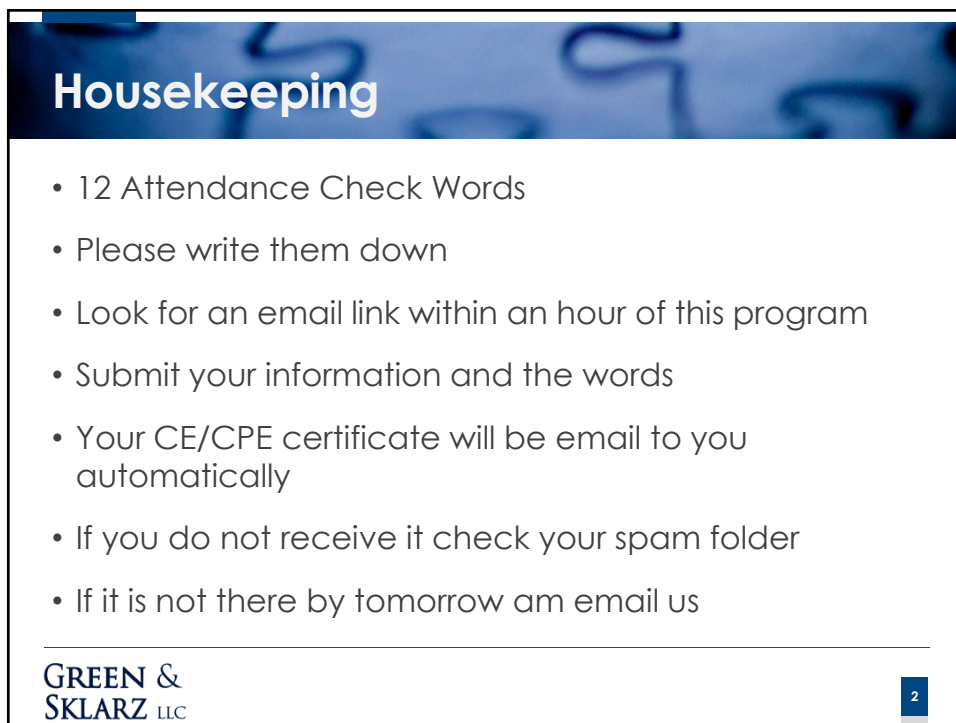 Housekeeping
• 12 Attendance Check Words
• Please write them down
• Look for an email link within an hour of this program
• Submit your information and the words
• Your CE/CPE certificate will be email to you
automatically
• If you do not receive it check your spam folder
• If it is not there by tomorrow am email us
GREEN &
SKLARZ LLC
2